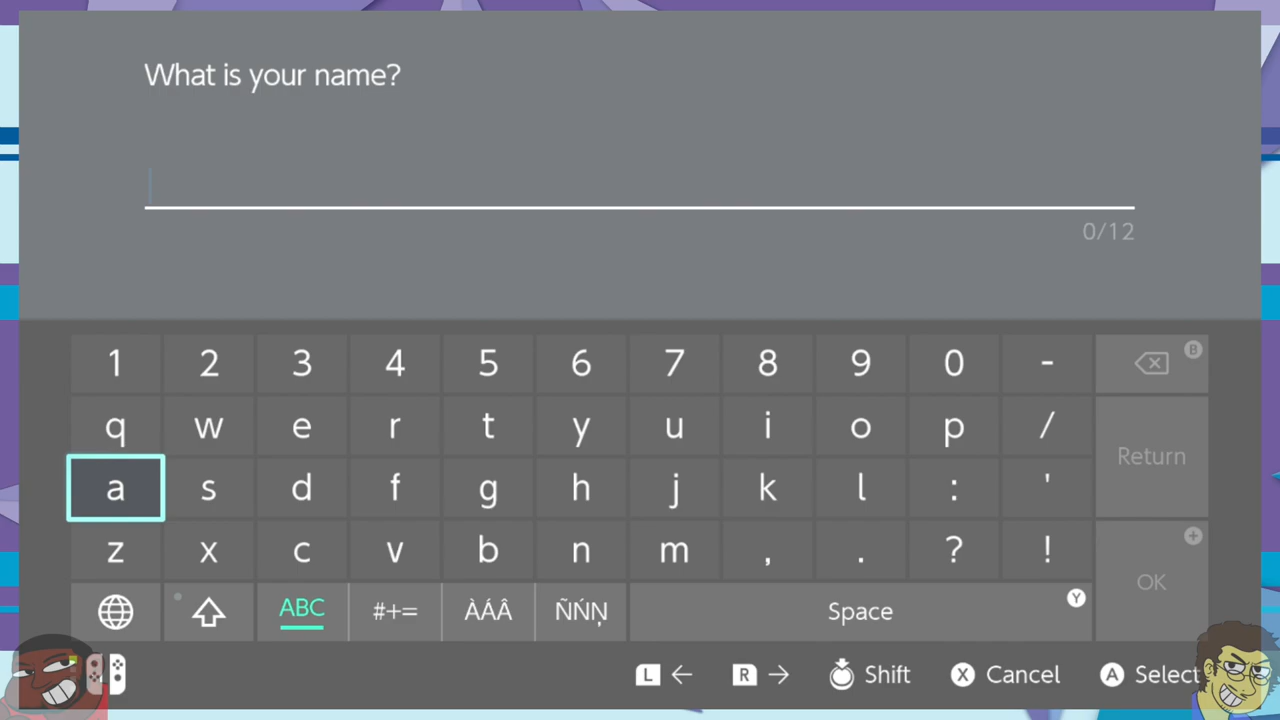 What is your name?
0/12
1 2 3 4 5 6 7 8 9 0 - B
q w e r t y u i o p / Return
a s d f g h j k l : '
z x c v b n m , . ? ! + OK
ABC #+= ÀÁÂ ÑŃŅ Space Y
L ← R → Shift X Cancel A Select